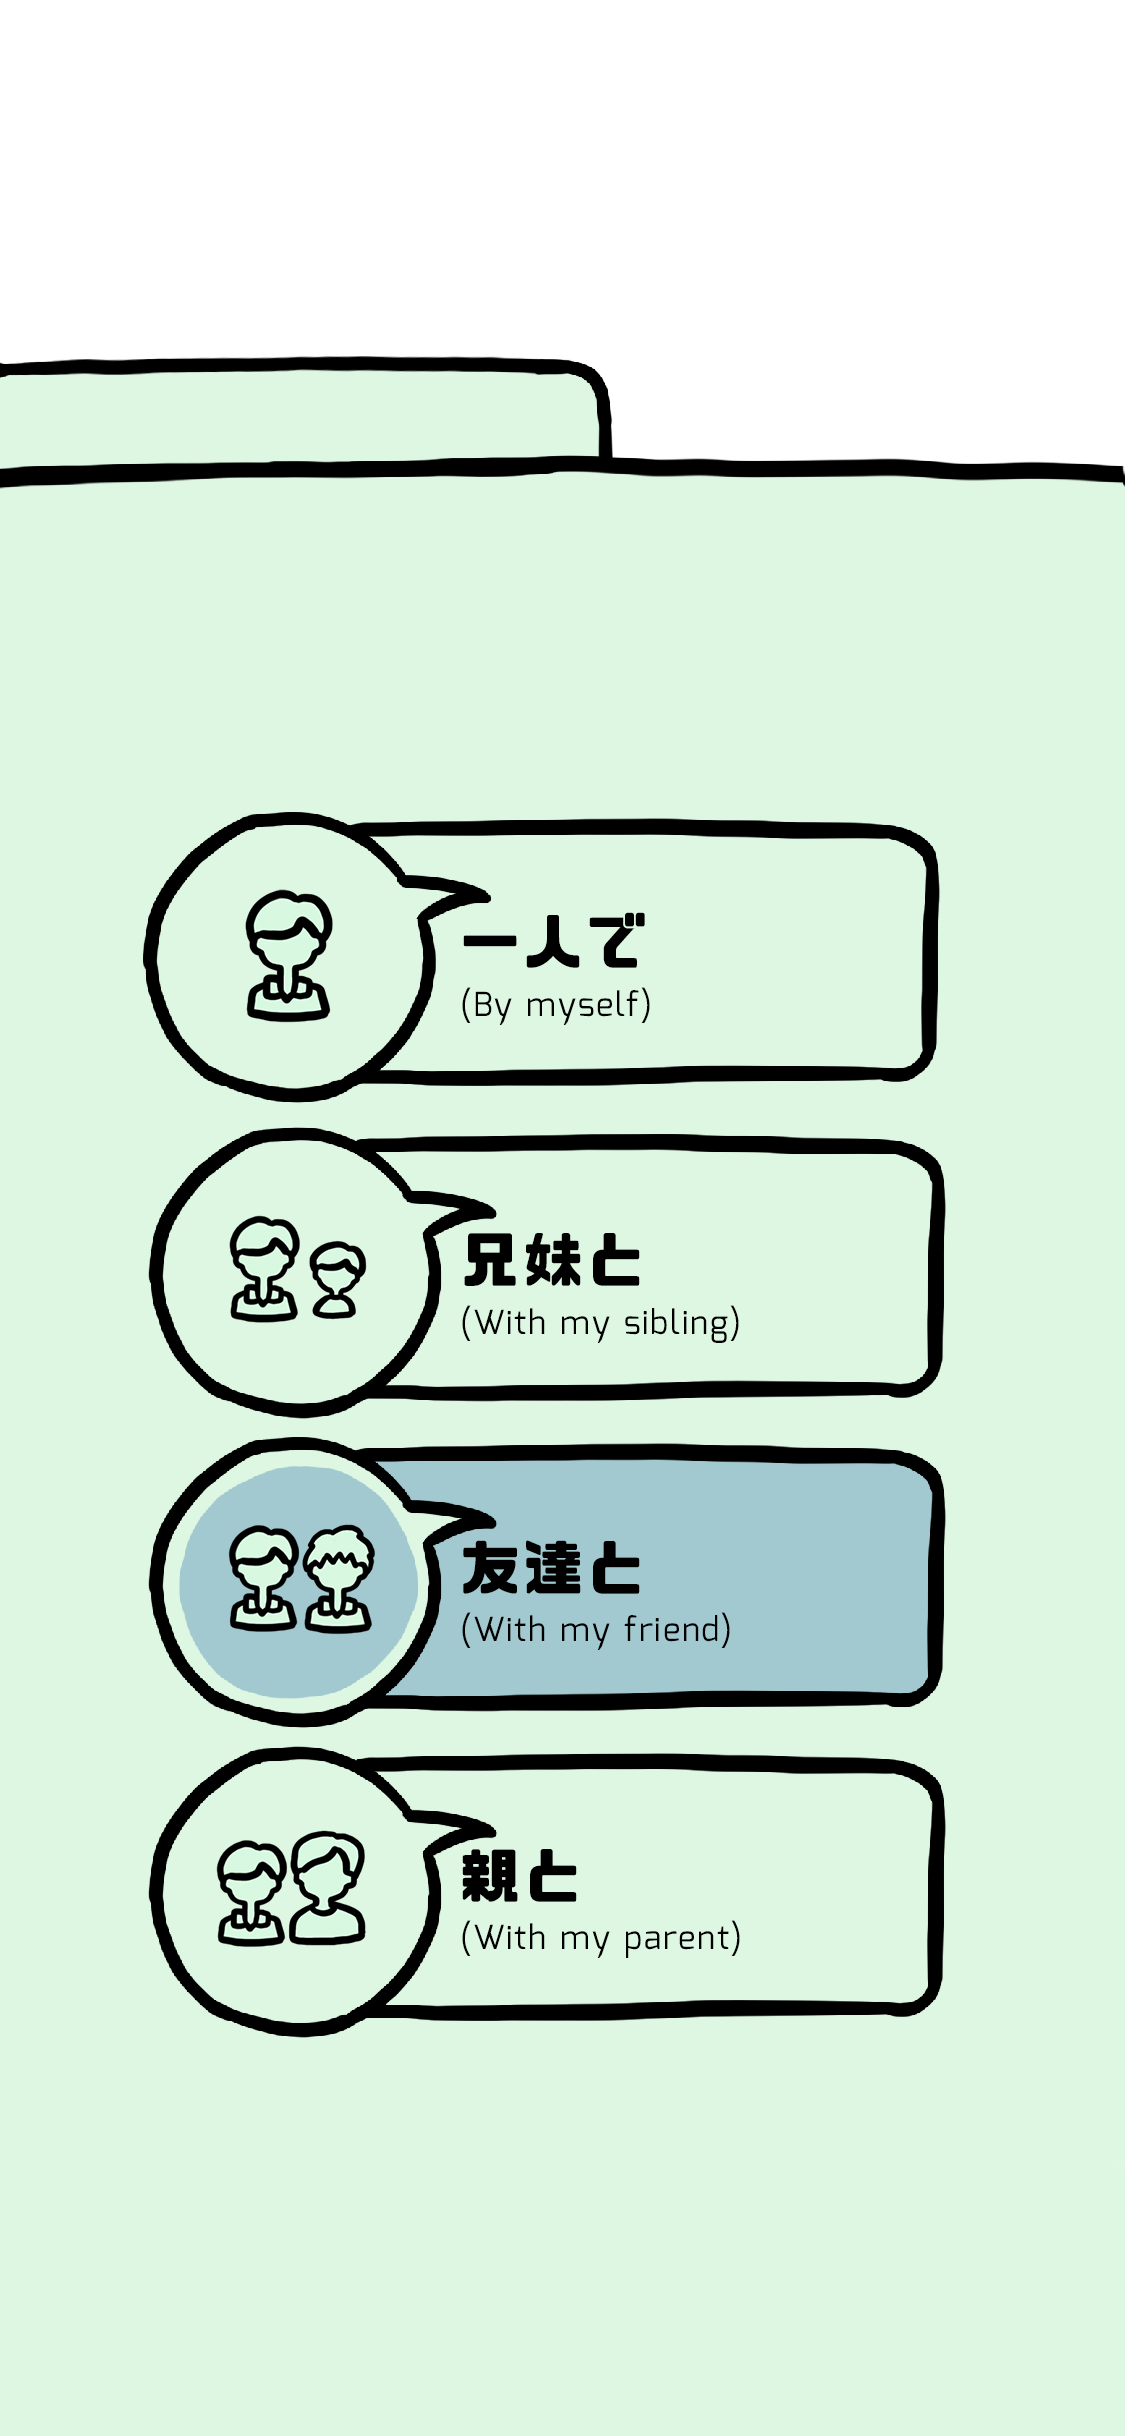 一人で
(By myself)
兄妹と
(With my sibling)
友達と
(With my friend)
親と
(With my parent)